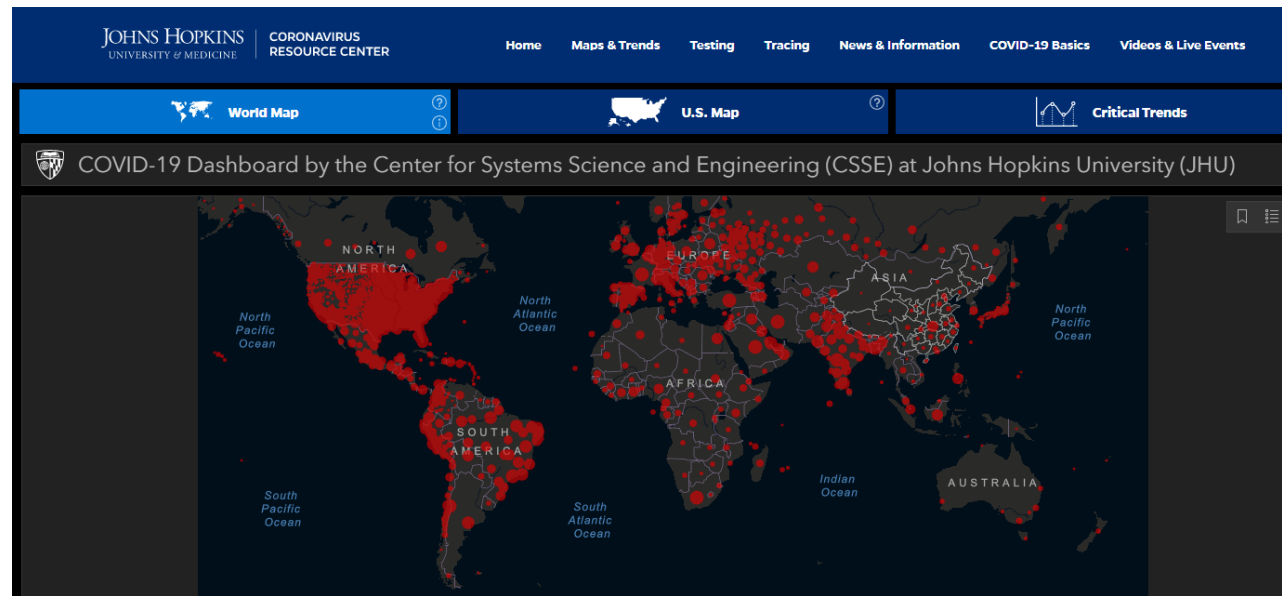 JOHNS HOPKINS
UNIVERSITY & MEDICINE
CORONAVIRUS
RESOURCE CENTER
Home
Maps & Trends
Testing
Tracing
News & Information
COVID-19 Basics
Videos & Live Events
World Map
?
i
U.S. Map
?
Critical Trends
COVID-19 Dashboard by the Center for Systems Science and Engineering (CSSE) at Johns Hopkins University (JHU)
NORTH
AMERICA
EUROPE
ASIA
North
Pacific
Ocean
North
Atlantic
Ocean
North
Pacific
Ocean
AFRICA
SOUTH
AMERICA
Indian
Ocean
AUSTRALIA
South
Pacific
Ocean
South
Atlantic
Ocean